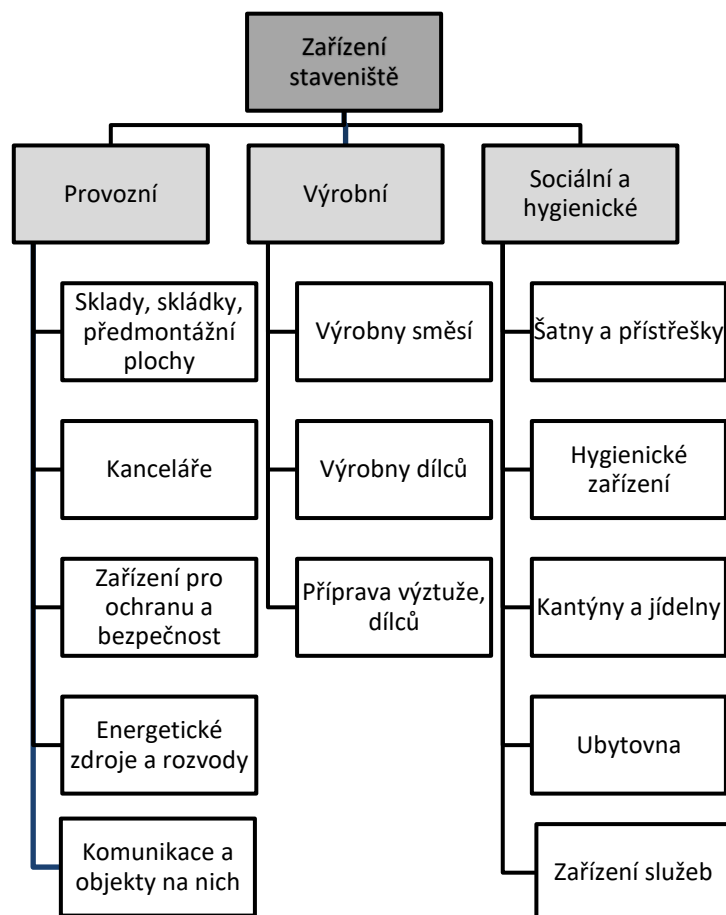 Zařízení
staveniště
Provozní
Výrobní
Sociální a
hygienické
Sklady, skládky,
předmontážní
plochy
Kanceláře
Zařízení pro
ochranu a
bezpečnost
Energetické
zdroje a rozvody
Komunikace a
objekty na nich
Výrobny směsí
Výrobny dílců
Příprava výztuže,
dílců
Šatny a přístřešky
Hygienické
zařízení
Kantýny a jídelny
Ubytovna
Zařízení služeb